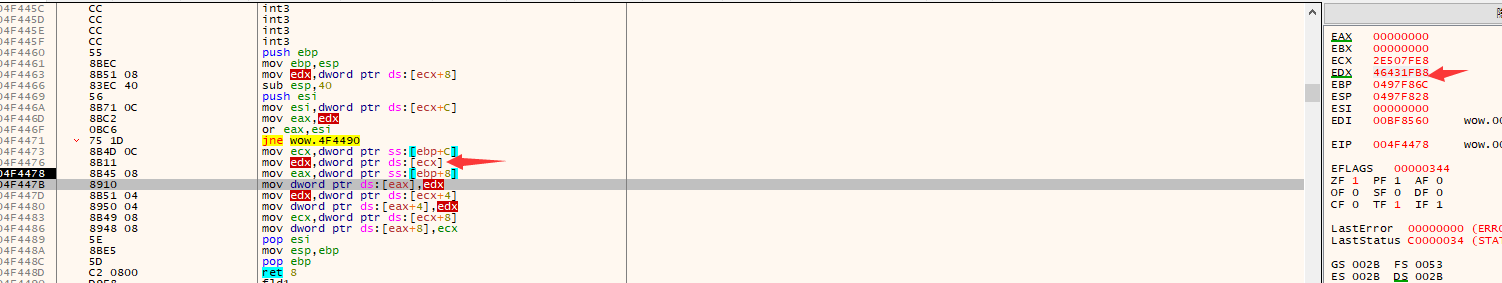 04F445C CC int3
04F445D CC int3
04F445E CC int3
04F445F CC int3
04F4460 55 push ebp
04F4461 8BEC mov ebp,esp
04F4463 8B51 08 mov edx,dword ptr ds:[ecx+8]
04F4466 83EC 40 sub esp,40
04F4469 56 push esi
04F446A 8B71 0C mov esi,dword ptr ds:[ecx+C]
04F446D 8BC2 mov eax,edx
04F446F 0BC6 or eax,esi
04F4471 75 1D jne wow.4F4490
04F4473 8B4D 0C mov ecx,dword ptr ss:[ebp+C]
04F4476 8B11 mov edx,dword ptr ds:[ecx]
04F4478 8B45 08 mov eax,dword ptr ss:[ebp+8]
04F447B 8910 mov dword ptr ds:[eax],edx
04F447D 8B51 04 mov edx,dword ptr ds:[ecx+4]
04F4480 8950 04 mov dword ptr ds:[eax+4],edx
04F4483 8B49 08 mov ecx,dword ptr ds:[ecx+8]
04F4486 8948 08 mov dword ptr ds:[eax+8],ecx
04F4489 5E pop esi
04F448A 8BE5 mov esp,ebp
04F448C 5D pop ebp
04F448D C2 0800 ret 8
EAX 00000000
EBX 00000000
ECX 2E507FE8
EDX 46431FB8
EBP 0497F86C
ESP 0497F828
ESI 00000000
EDI 00BF8560 wow.00
EIP 004F4478 wow.00
EFLAGS 00000344
ZF 1 PF 1 AF 0
OF 0 SF 0 DF 0
CF 0 TF 1 IF 1
LastError 00000000 (ERRO
LastStatus C0000034 (STAT
GS 002B FS 0053
ES 002B DS 002B